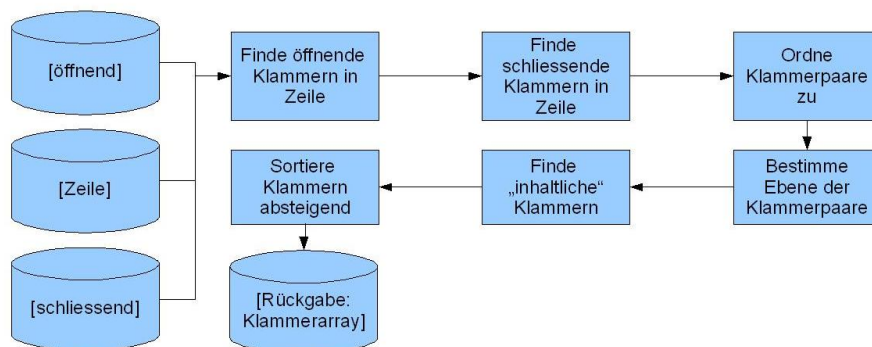 [öffnend]
Finde öffnende
Klammern in
Zeile
Finde
schliessende
Klammern in
Zeile
Ordne
Klammerpaare
zu
[Zeile]
Sortiere
Klammern
absteigend
Finde
„inhaltliche“
Klammern
Bestimme
Ebene der
Klammerpaare
[schliessend]
[Rückgabe:
Klammerarray]